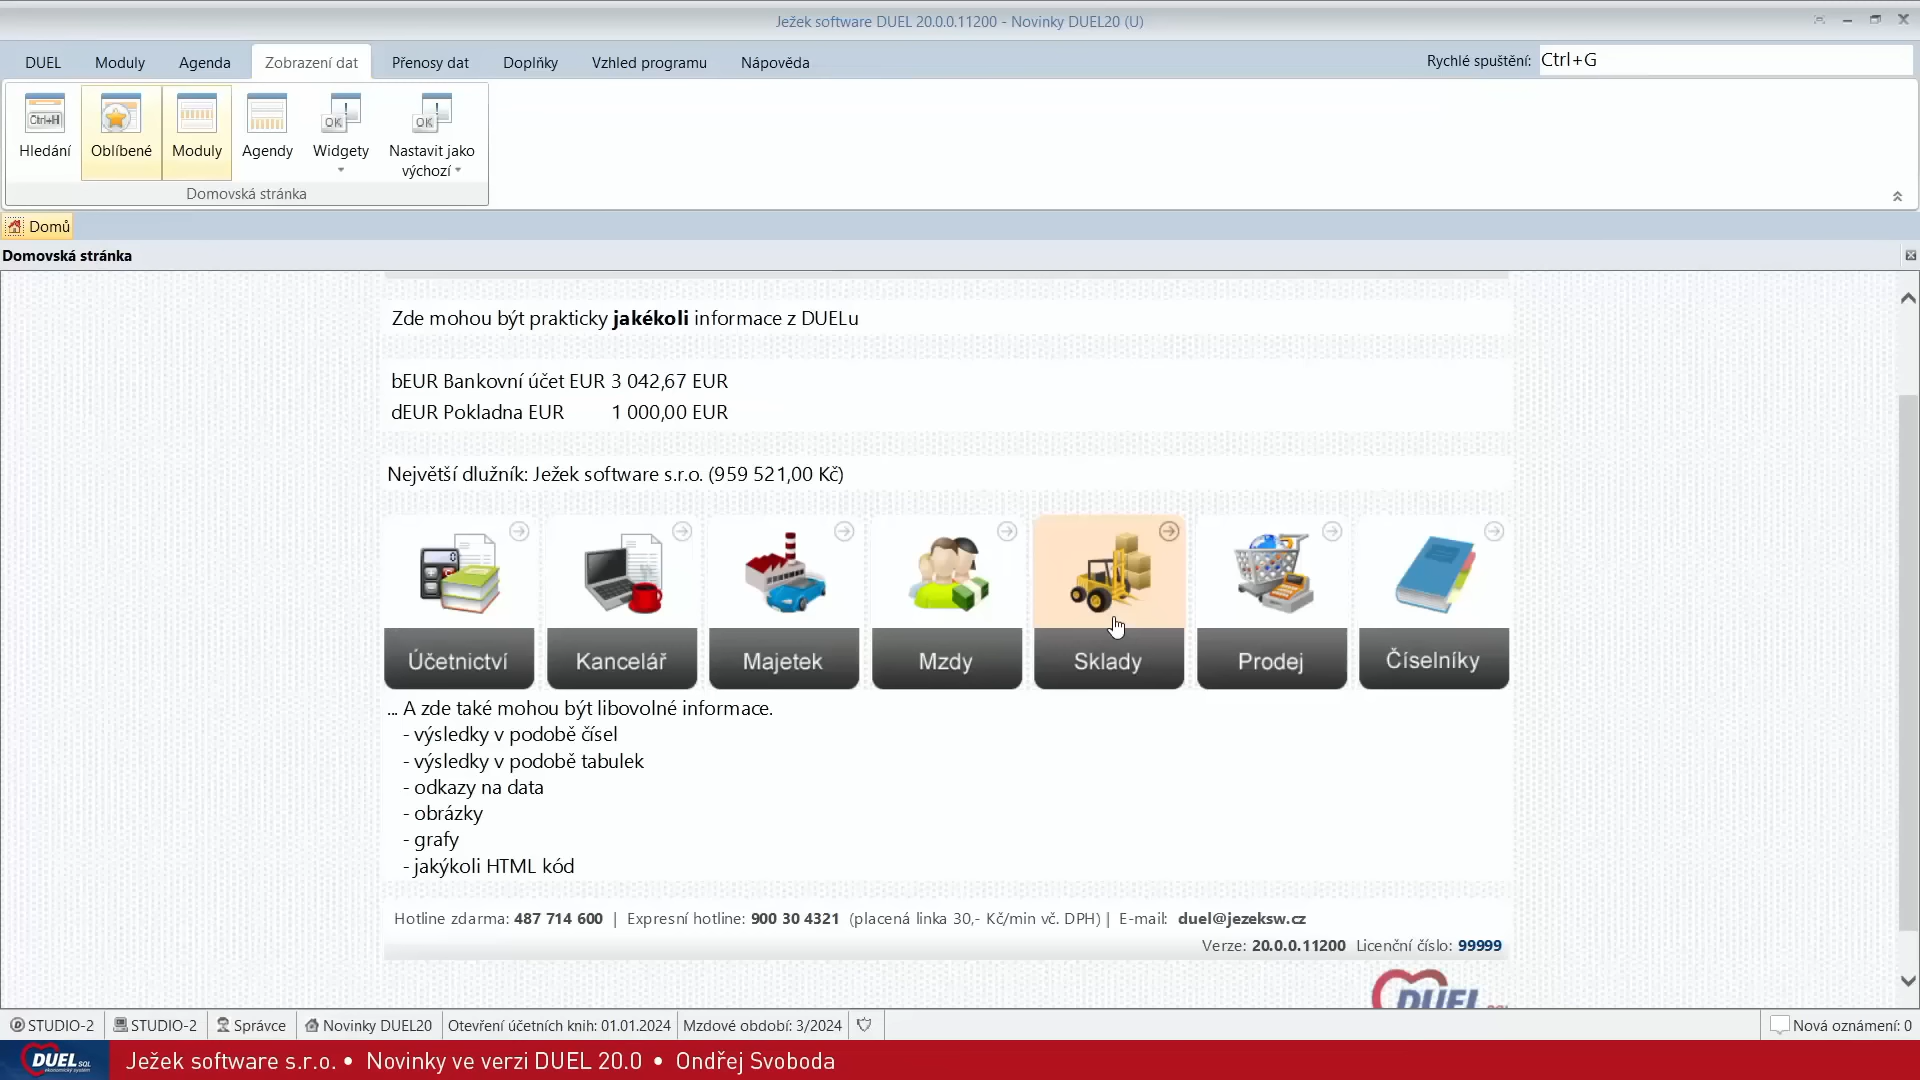 Ježek software DUEL 20.0.0.11200 - Novinky DUEL20 (U)
DUEL Moduly Agenda Zobrazení dat Přenosy dat Doplňky Vzhled programu Nápověda Rychlé spuštění: Ctrl+G
Ctrl+H OK OK
Hledání Oblíbené Moduly Agendy Widgety Nastavit jako
výchozí
Domovská stránka
Domů
Domovská stránka
Zde mohou být prakticky jakékoli informace z DUELu
bEUR Bankovní účet EUR 3 042,67 EUR
dEUR Pokladna EUR 1 000,00 EUR
Největší dlužník: Ježek software s.r.o. (959 521,00 Kč)
Účetnictví Kancelář Majetek Mzdy Sklady Prodej Číselníky
... A zde také mohou být libovolné informace.
- výsledky v podobě čísel
- výsledky v podobě tabulek
- odkazy na data
- obrázky
- grafy
- jakýkoli HTML kód
Hotline zdarma: 487 714 600 | Expresní hotline: 900 30 4321 (placená linka 30,- Kč/min vč. DPH) | E-mail: duel@jezeksw.cz
Verze: 20.0.0.11200 Licenční číslo: 99999
DUEL
STUDIO-2 STUDIO-2 Správce Novinky DUEL20 Otevření účetních knih: 01.01.2024 Mzdové období: 3/2024 Nová oznámení: 0
DUEL SQL
Ježek software s.r.o. • Novinky ve verzi DUEL 20.0 • Ondřej Svoboda